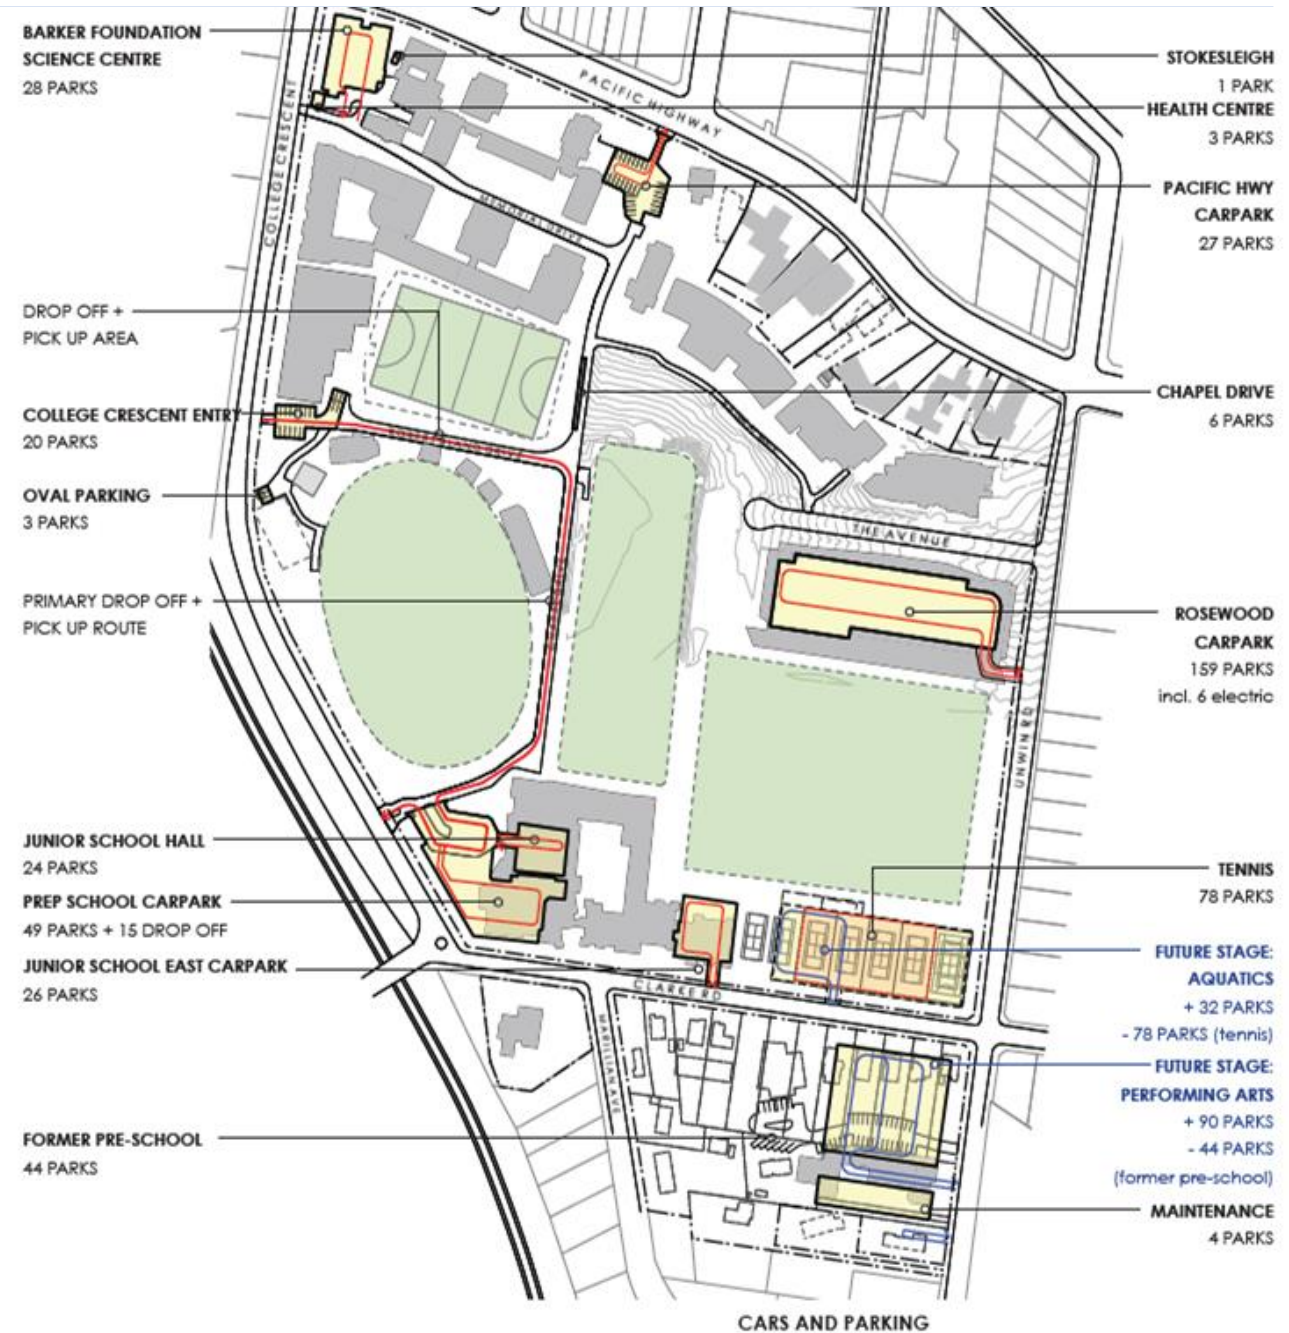 BARKER FOUNDATION
SCIENCE CENTRE
28 PARKS
DROP OFF +
PICK UP AREA
COLLEGE CRESCENT ENTRY
20 PARKS
OVAL PARKING
3 PARKS
PRIMARY DROP OFF +
PICK UP ROUTE
JUNIOR SCHOOL HALL
24 PARKS
PREP SCHOOL CARPARK
49 PARKS + 15 DROP OFF
JUNIOR SCHOOL EAST CARPARK
26 PARKS
FORMER PRE-SCHOOL
44 PARKS
COLLEGE CRESCENT
PACIFIC HIGHWAY
MEMORIAL DRIVE
THE AVENUE
UNWIN RD
CLARKE RD
MARILLIAN AVE
STOKESLEIGH
1 PARK
HEALTH CENTRE
3 PARKS
PACIFIC HWY
CARPARK
27 PARKS
CHAPEL DRIVE
6 PARKS
ROSEWOOD
CARPARK
159 PARKS
incl. 6 electric
TENNIS
78 PARKS
FUTURE STAGE:
AQUATICS
+ 32 PARKS
- 78 PARKS (tennis)
FUTURE STAGE:
PERFORMING ARTS
+ 90 PARKS
- 44 PARKS
(former pre-school)
MAINTENANCE
4 PARKS
CARS AND PARKING